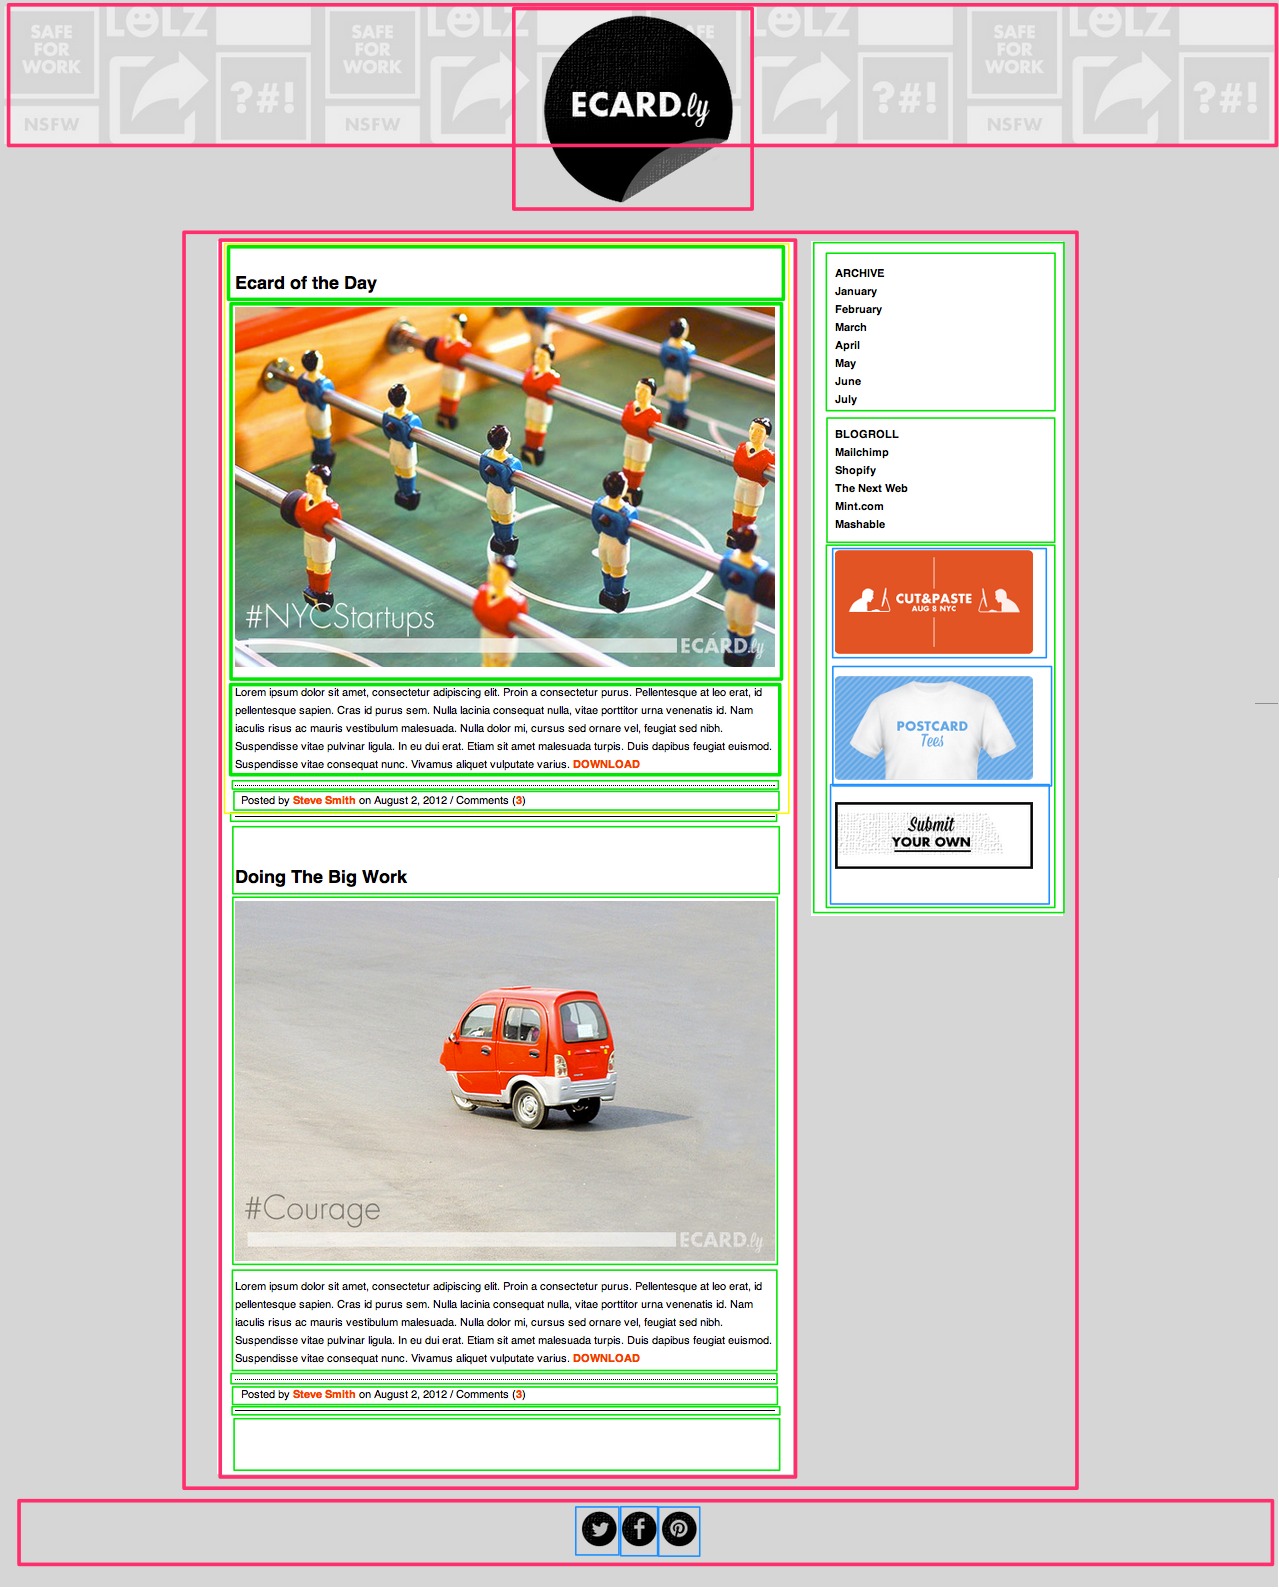 LOLZ
LOLZ
LOLZ
LOLZ
SAFE
FOR
WORK
SAFE
FOR
WORK
SAFE
SAFE
FOR
WORK
?#!
?#!
?#!
?#!
NSFW
NSFW
NSFW
ECARD.ly
Ecard of the Day
#NYCStartups
ECARD.ly
Lorem ipsum dolor sit amet, consectetur adipiscing elit. Proin a consectetur purus. Pellentesque at leo erat, id
pellentesque sapien. Cras id purus sem. Nulla lacinia consequat nulla, vitae porttitor urna venenatis id. Nam
iaculis risus ac mauris vestibulum malesuada. Nulla dolor mi, cursus sed ornare vel, feugiat sed nibh.
Suspendisse vitae pulvinar ligula. In eu dui erat. Etiam sit amet malesuada turpis. Duis dapibus feugiat euismod.
Suspendisse vitae consequat nunc. Vivamus aliquet vulputate varius. DOWNLOAD
Posted by Steve Smith on August 2, 2012 / Comments (3)
Doing The Big Work
#Courage
ECARD.ly
Lorem ipsum dolor sit amet, consectetur adipiscing elit. Proin a consectetur purus. Pellentesque at leo erat, id
pellentesque sapien. Cras id purus sem. Nulla lacinia consequat nulla, vitae porttitor urna venenatis id. Nam
iaculis risus ac mauris vestibulum malesuada. Nulla dolor mi, cursus sed ornare vel, feugiat sed nibh.
Suspendisse vitae pulvinar ligula. In eu dui erat. Etiam sit amet malesuada turpis. Duis dapibus feugiat euismod.
Suspendisse vitae consequat nunc. Vivamus aliquet vulputate varius. DOWNLOAD
Posted by Steve Smith on August 2, 2012 / Comments (3)
ARCHIVE
January
February
March
April
May
June
July
BLOGROLL
Mailchimp
Shopify
The Next Web
Mint.com
Mashable
CUT&PASTE
AUG 8 NYC
POSTCARD
Tees
Submit
YOUR OWN